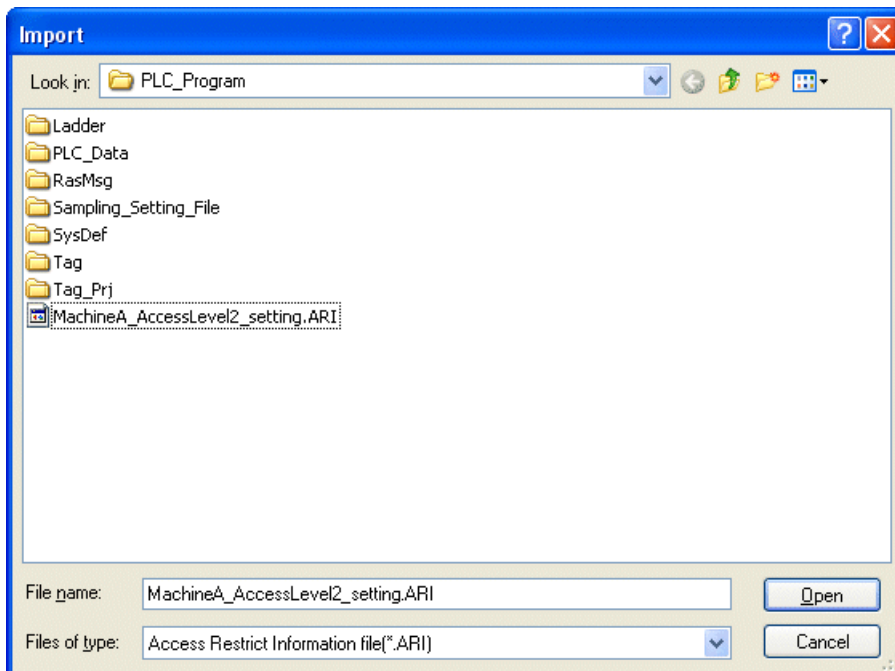 Import
Look in: PLC_Program
Ladder
PLC_Data
RasMsg
Sampling_Setting_File
SysDef
Tag
Tag_Prj
MachineA_AccessLevel2_setting.ARI
File name: MachineA_AccessLevel2_setting.ARI Open
Files of type: Access Restrict Information file(*.ARI) Cancel